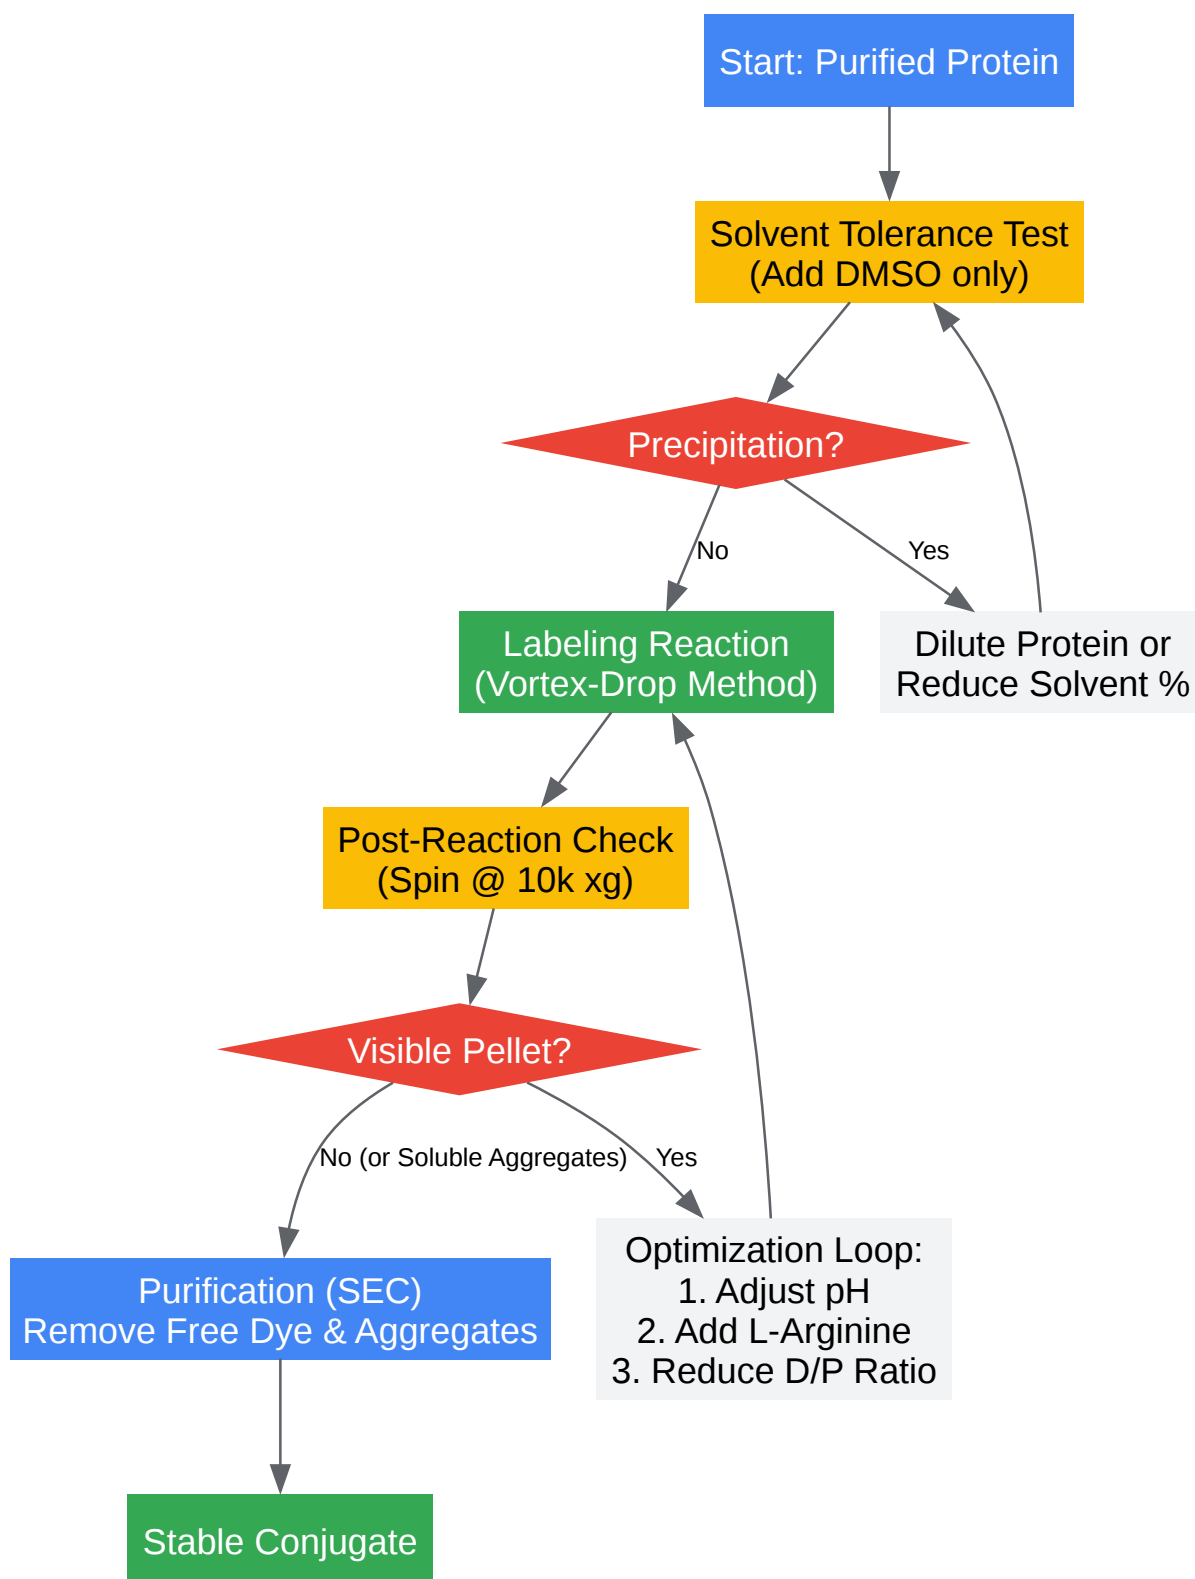 Start: Purified Protein
Solvent Tolerance Test
(Add DMSO only)
Precipitation?
No
Yes
Labeling Reaction
(Vortex-Drop Method)
Dilute Protein or
Reduce Solvent %
Post-Reaction Check
(Spin @ 10k xg)
Visible Pellet?
No (or Soluble Aggregates)
Yes
Optimization Loop:
1. Adjust pH
2. Add L-Arginine
3. Reduce D/P Ratio
Purification (SEC)
Remove Free Dye & Aggregates
Stable Conjugate